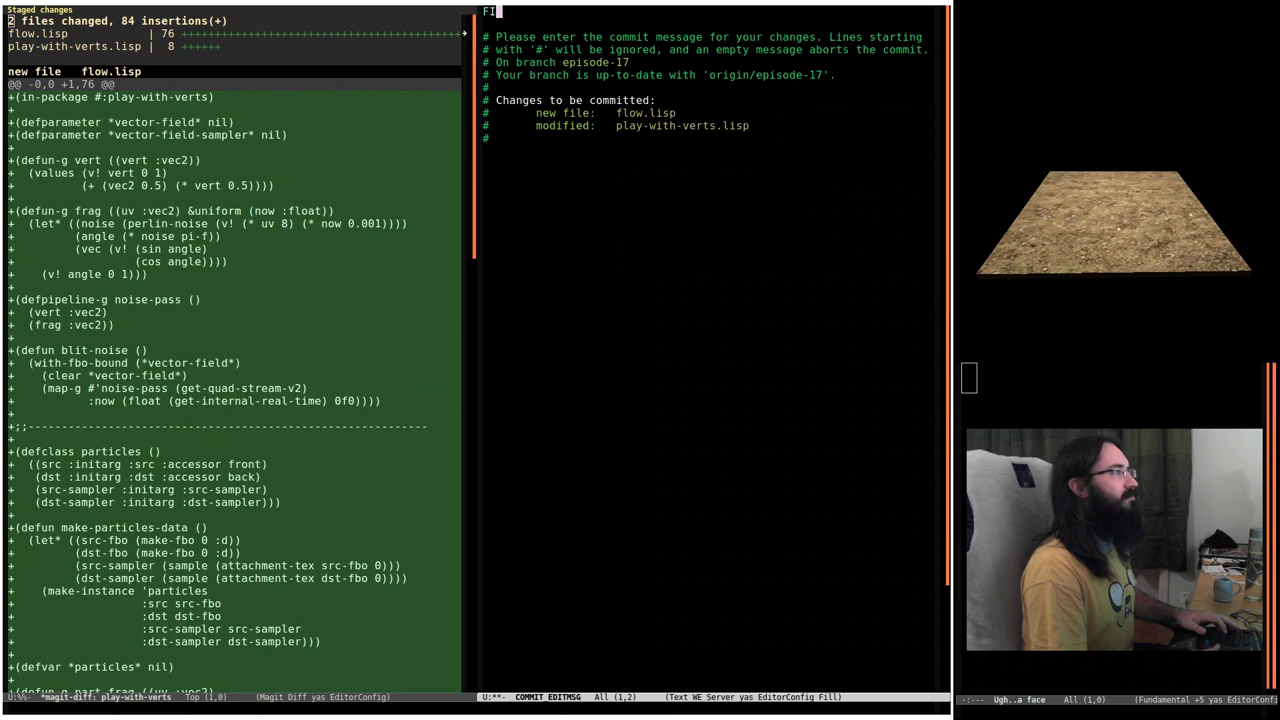 Staged changes
2 files changed, 84 insertions(+)
flow.lisp            | 76 ++++++++++++++++++++++++++++++++++++++++++
play-with-verts.lisp |  8 ++++++
new file   flow.lisp
@@ -0,0 +1,76 @@
+(in-package #:play-with-verts)
+
+(defparameter *vector-field* nil)
+(defparameter *vector-field-sampler* nil)
+
+(defun-g vert ((vert :vec2))
+  (values (v! vert 0 1)
+          (+ (vec2 0.5) (* vert 0.5))))
+
+(defun-g frag ((uv :vec2) &uniform (now :float))
+  (let* ((noise (perlin-noise (v! (* uv 8) (* now 0.001))))
+         (angle (* noise pi-f))
+         (vec (v! (sin angle)
+                  (cos angle))))
+    (v! angle 0 1)))
+
+(defpipeline-g noise-pass ()
+  (vert :vec2)
+  (frag :vec2))
+
+(defun blit-noise ()
+  (with-fbo-bound (*vector-field*)
+    (clear *vector-field*)
+    (map-g #'noise-pass (get-quad-stream-v2)
+           :now (float (get-internal-real-time) 0f0))))
+
+;;------------------------------------------------------------
+
+(defclass particles ()
+  ((src :initarg :src :accessor front)
+   (dst :initarg :dst :accessor back)
+   (src-sampler :initarg :src-sampler)
+   (dst-sampler :initarg :dst-sampler)))
+
+(defun make-particles-data ()
+  (let* ((src-fbo (make-fbo 0 :d))
+         (dst-fbo (make-fbo 0 :d))
+         (src-sampler (sample (attachment-tex src-fbo 0)))
+         (dst-sampler (sample (attachment-tex dst-fbo 0))))
+    (make-instance 'particles
+                   :src src-fbo
+                   :dst dst-fbo
+                   :src-sampler src-sampler
+                   :dst-sampler dst-sampler)))
+
+(defvar *particles* nil)
+
+(defun-g part-frag ((uv :vec2)
U:%%-  *magit-diff: play-with-verts   Top (1,0)     (Magit Diff yas EditorConfig)
FI
# Please enter the commit message for your changes. Lines starting
# with '#' will be ignored, and an empty message aborts the commit.
# On branch episode-17
# Your branch is up-to-date with 'origin/episode-17'.
#
# Changes to be committed:
#       new file:   flow.lisp
#       modified:   play-with-verts.lisp
#
U:**-  COMMIT_EDITMSG   All (1,2)      (Text WE Server yas EditorConfig Fill)
-:---  Ugh..a face    All (1,0)      (Fundamental +5 yas EditorConfi